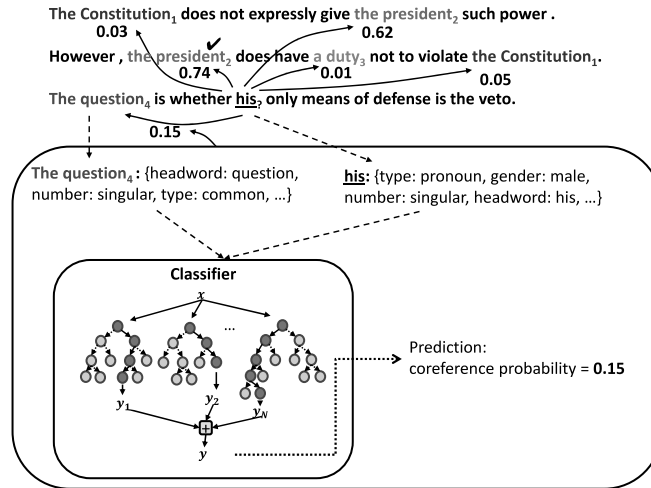 The Constitution₁ does not expressly give the president₂ such power .
0.03
0.62
However , the president₂ does have a duty₃ not to violate the Constitution₁.
0.74
0.01
0.05
The question₄ is whether his? only means of defense is the veto.
0.15
The question₄ : {headword: question,
number: singular, type: common, ...}
his: {type: pronoun, gender: male,
number: singular, headword: his, ...}
Classifier
x
...
y₁
y₂
y_N
+
y
Prediction:
coreference probability = 0.15